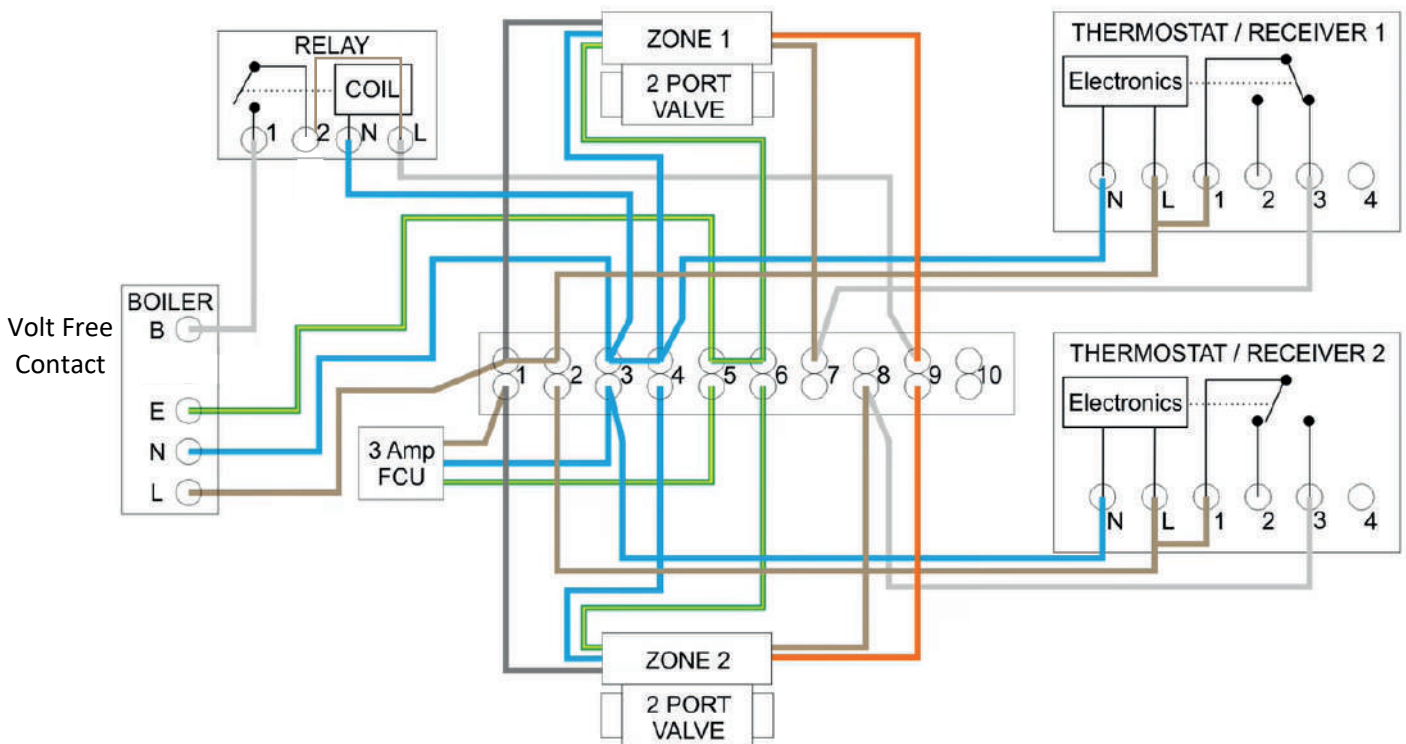 RELAY
COIL
1 2 N L
ZONE 1
2 PORT
VALVE
THERMOSTAT / RECEIVER 1
Electronics
N L 1 2 3 4
Volt Free
Contact
BOILER
B
E
N
L
1 2 3 4 5 6 7 8 9 10
3 Amp
FCU
THERMOSTAT / RECEIVER 2
Electronics
N L 1 2 3 4
ZONE 2
2 PORT
VALVE